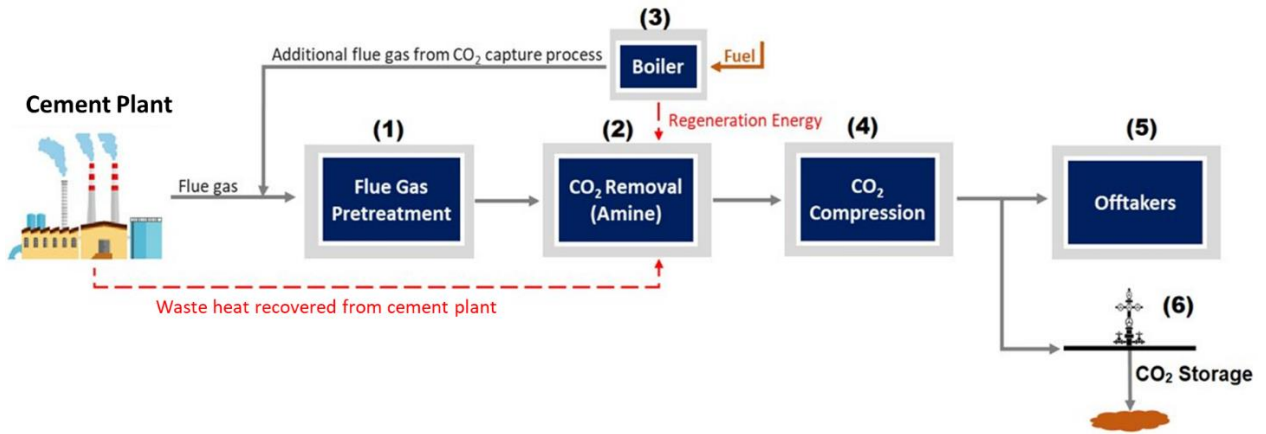 (3)
Additional flue gas from CO₂ capture process
Boiler
Fuel
Cement Plant
Regeneration Energy
(1)
(2)
(4)
(5)
Flue gas
Flue Gas
Pretreatment
CO₂ Removal
(Amine)
CO₂
Compression
Offtakers
Waste heat recovered from cement plant
(6)
CO₂ Storage